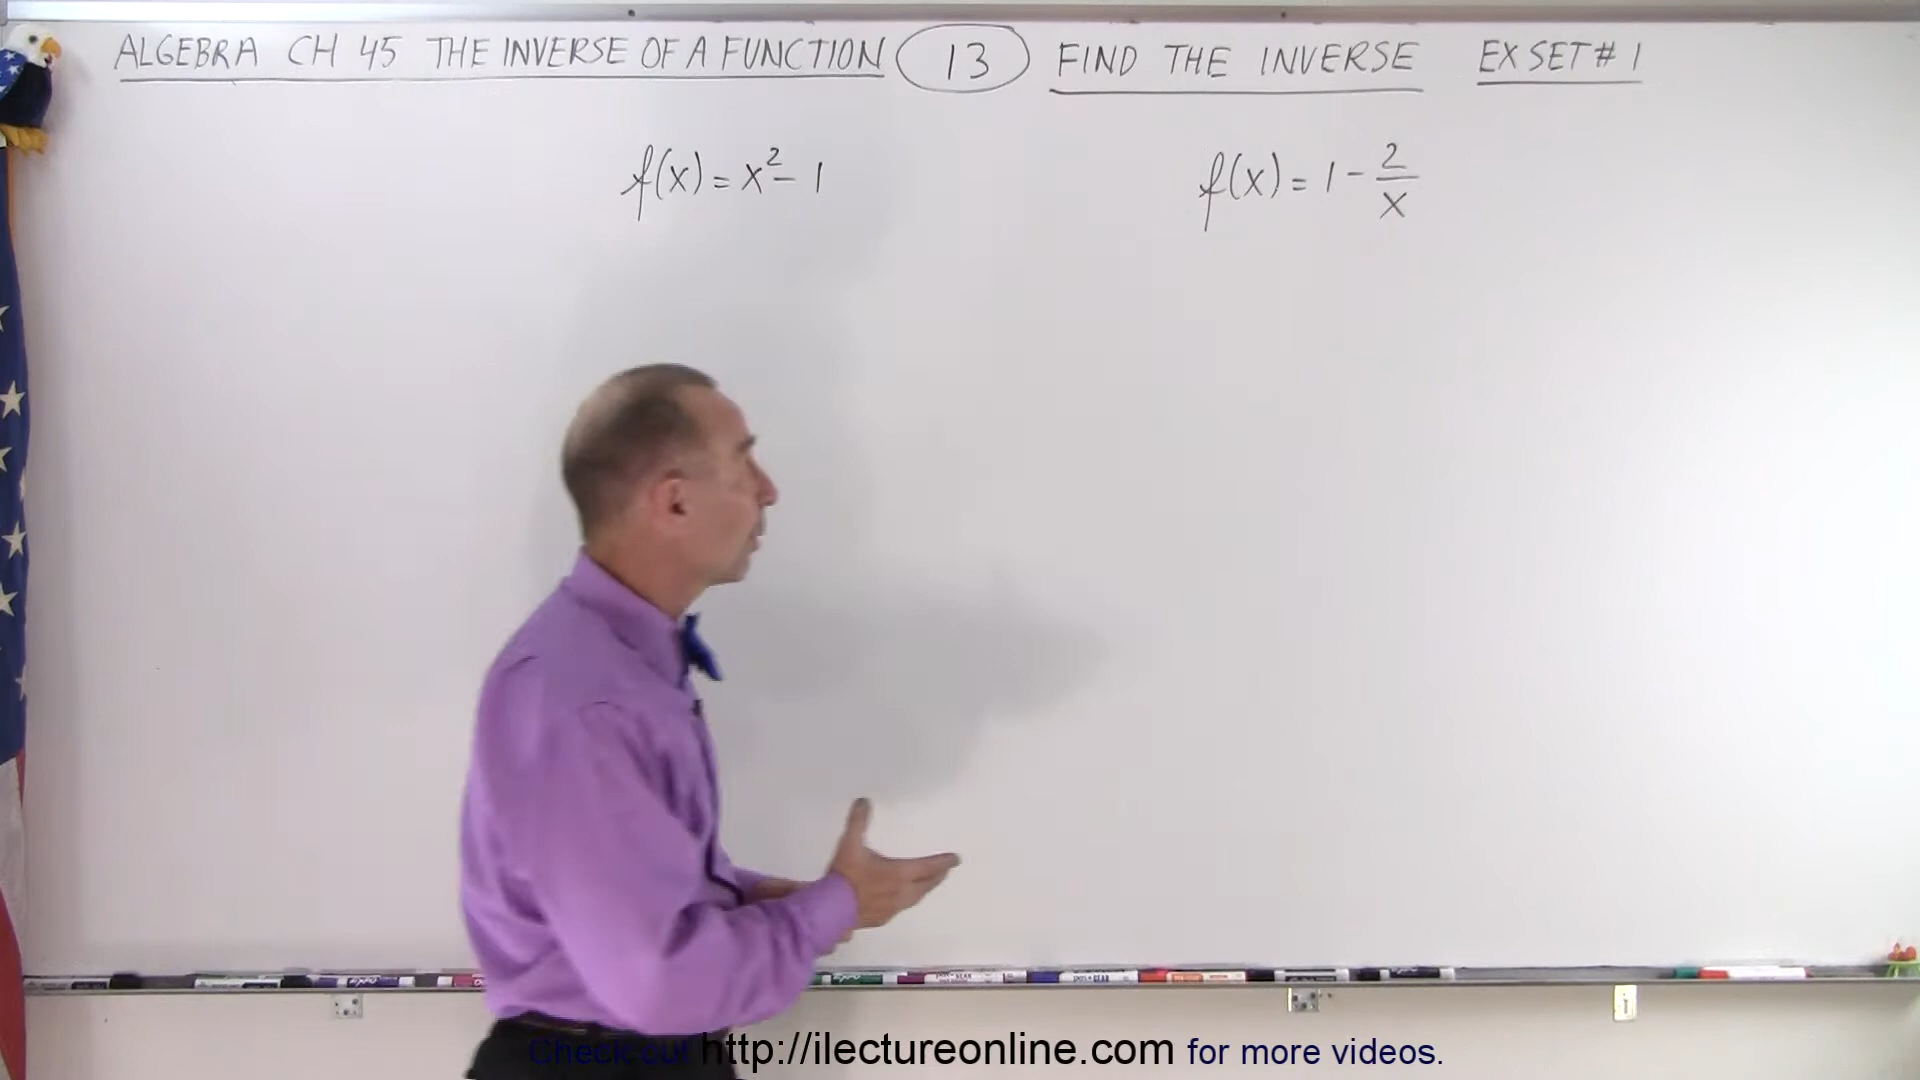 ALGEBRA CH 45 THE INVERSE OF A FUNCTION 13 FIND THE INVERSE EX SET # 1
f(x) = x² - 1
f(x) = 1 - 2/x
Check out http://ilectureonline.com for more videos.